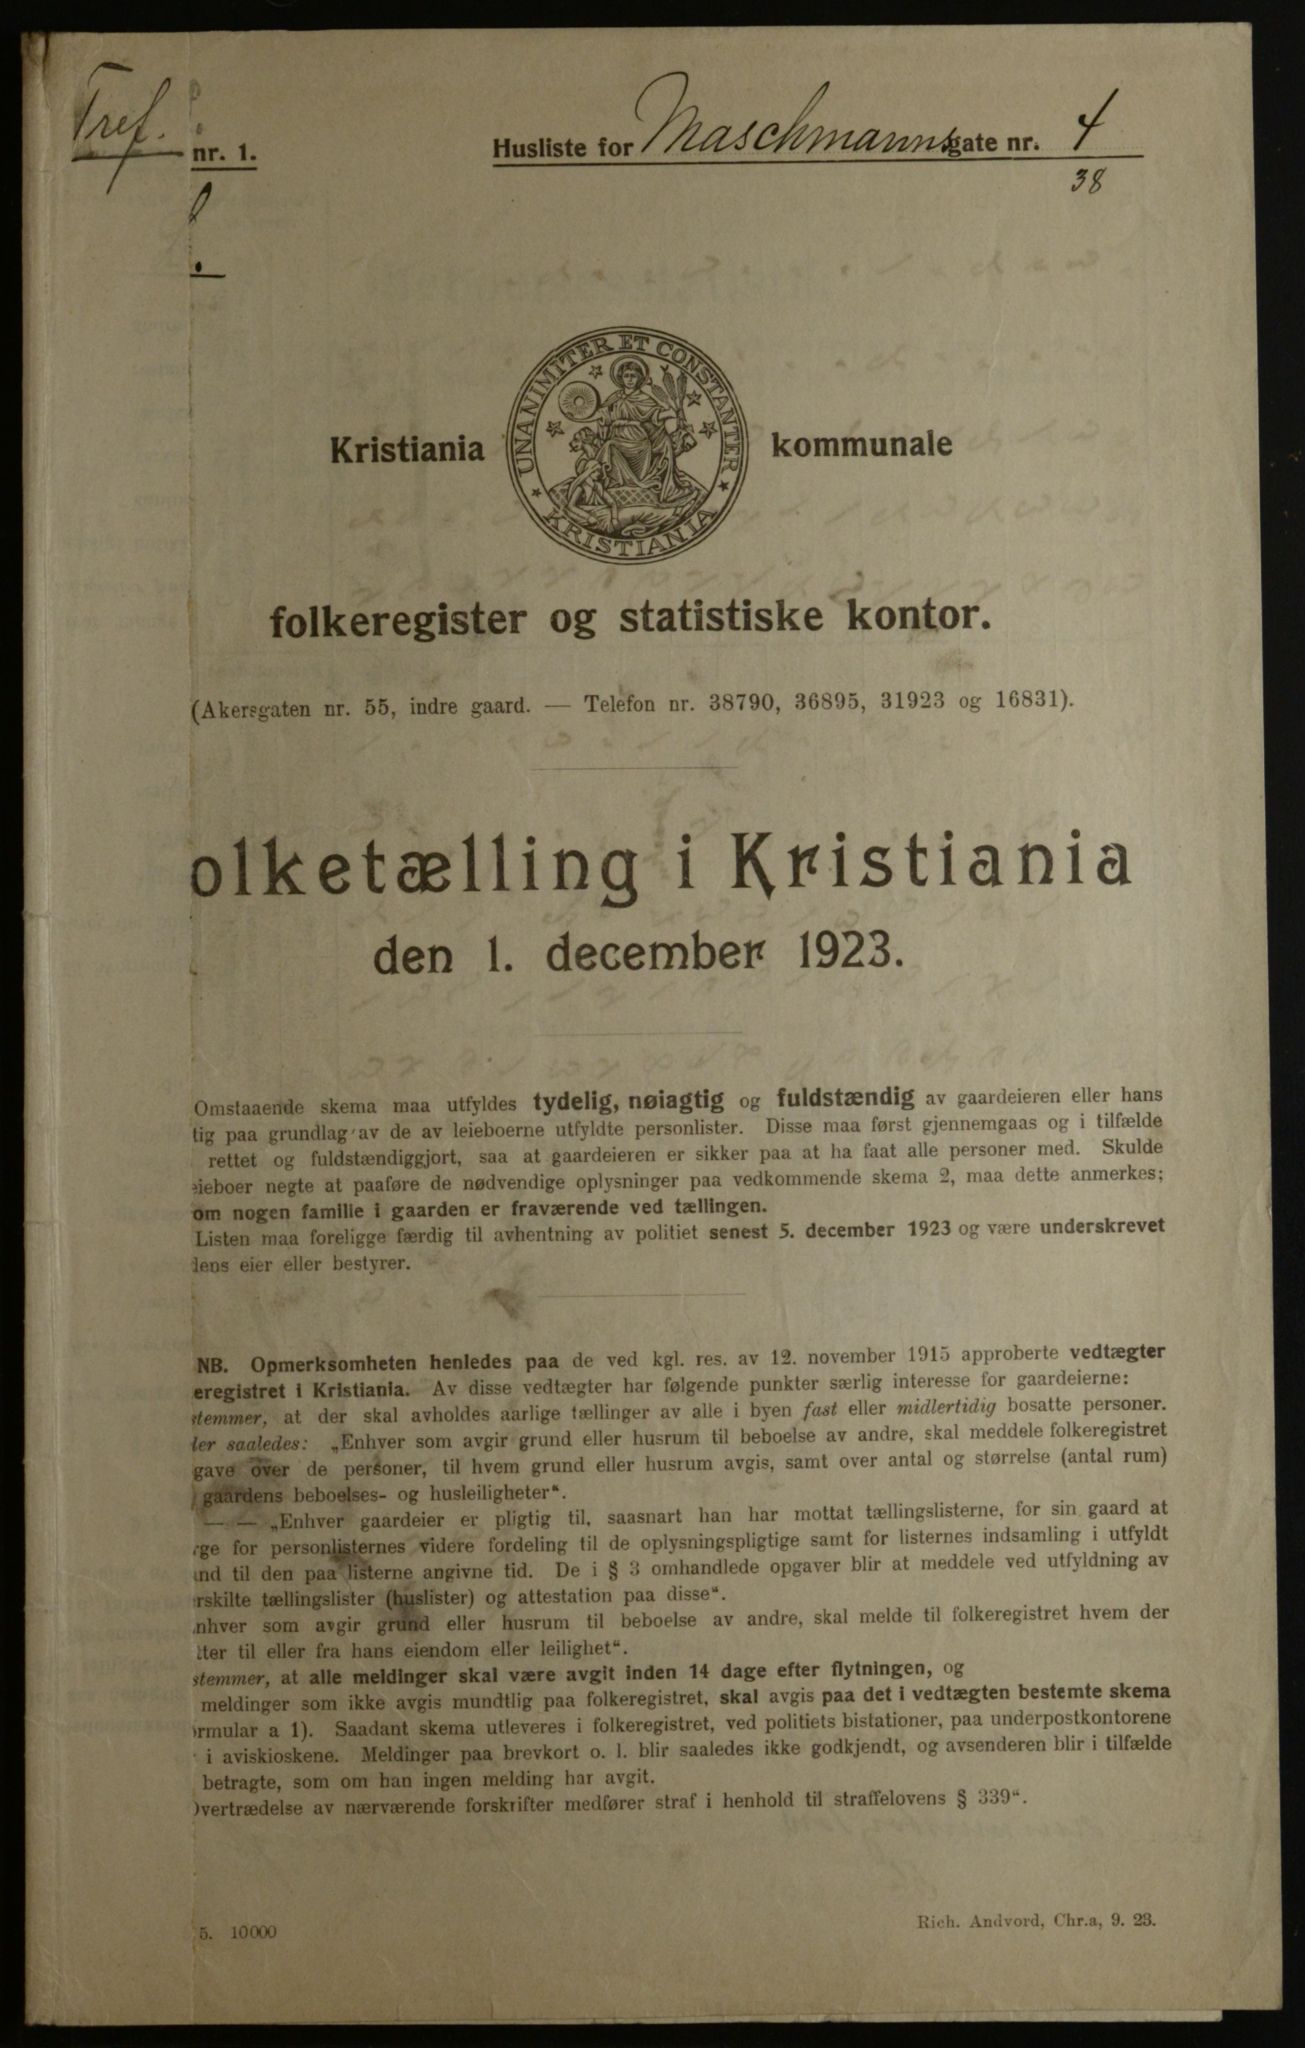 Tref.
nr. 1.
Husliste for Maschmannsgate nr. 4
38
UNANIMITER ET CONSTANTER
KRISTIANIA
Kristiania kommunale
folkeregister og statistiske kontor.
(Akersgaten nr. 55, indre gaard. — Telefon nr. 38790, 36895, 31923 og 16831).
olketælling i Kristiania
den 1. december 1923.
Omstaaende skema maa utfyldes tydelig, nøiagtig og fuldstændig av gaardeieren eller hans
tig paa grundlag av de av leieboerne utfyldte personlister. Disse maa først gjennemgaas og i tilfælde
rettet og fuldstændiggjort, saa at gaardeieren er sikker paa at ha faat alle personer med. Skulde
eieboer negte at paaføre de nødvendige oplysninger paa vedkommende skema 2, maa dette anmerkes;
om nogen familie i gaarden er fraværende ved tællingen.
Listen maa foreligge færdig til avhentning av politiet senest 5. december 1923 og være underskrevet
dens eier eller bestyrer.
NB. Opmerksomheten henledes paa de ved kgl. res. av 12. november 1915 approberte vedtægter
eregistret i Kristiania. Av disse vedtægter har følgende punkter særlig interesse for gaardeierne:
stemmer, at der skal avholdes aarlige tællinger av alle i byen fast eller midlertidig bosatte personer.
ler saaledes: „Enhver som avgir grund eller husrum til beboelse av andre, skal meddele folkeregistret
gave over de personer, til hvem grund eller husrum avgis, samt over antal og størrelse (antal rum)
gaardens beboelses- og husleiligheter“.
— — „Enhver gaardeier er pligtig til, saasnart han har mottat tællingslisterne, for sin gaard at
rge for personlisternes videre fordeling til de oplysningspligtige samt for listernes indsamling i utfyldt
and til den paa listerne angivne tid. De i § 3 omhandlede opgaver blir at meddele ved utfyldning av
rskilte tællingslister (huslister) og attestation paa disse“.
nhver som avgir grund eller husrum til beboelse av andre, skal melde til folkeregistret hvem der
tter til eller fra hans eiendom eller leilighet“.
stemmer, at alle meldinger skal være avgit inden 14 dage efter flytningen, og
meldinger som ikke avgis mundtlig paa folkeregistret, skal avgis paa det i vedtægten bestemte skema
ormular a 1). Saadant skema utleveres i folkeregistret, ved politiets bistationer, paa underpostkontorene
i aviskioskene. Meldinger paa brevkort o. l. blir saaledes ikke godkjendt, og avsenderen blir i tilfælde
betragte, som om han ingen melding har avgit.
Overtrædelse av nærværende forskrifter medfører straf i henhold til straffelovens § 339“.
5. 10000
Rich. Andvord, Chr.a, 9. 23.